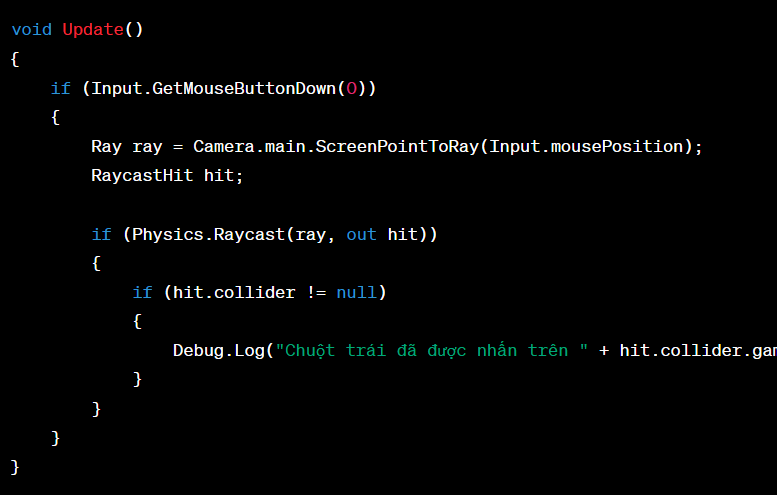 void Update()
{
    if (Input.GetMouseButtonDown(0))
    {
        Ray ray = Camera.main.ScreenPointToRay(Input.mousePosition);
        RaycastHit hit;

        if (Physics.Raycast(ray, out hit))
        {
            if (hit.collider != null)
            {
                Debug.Log("Chuột trái đã được nhấn trên " + hit.collider.gam
            }
        }
    }
}